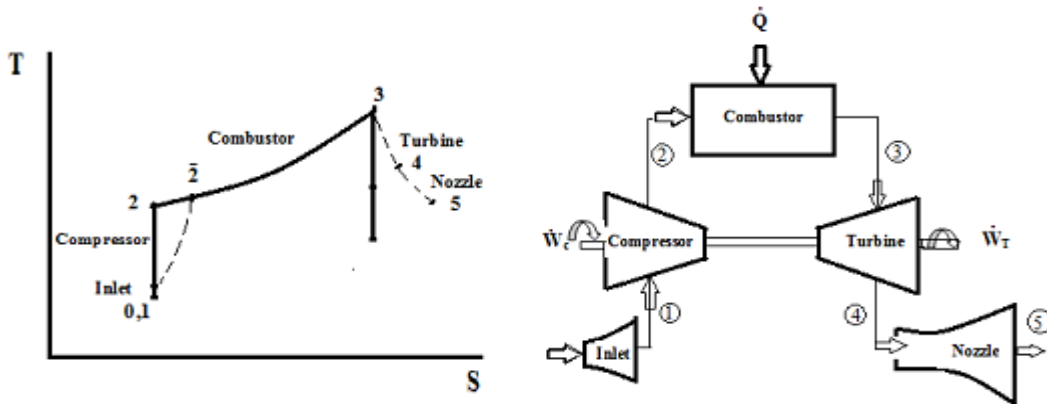 T
3
Combustor
Turbine
4
2̄
2
Nozzle
5
Compressor
Inlet
0,1
S
Q̇
Combustor
②
③
Ẇc
Compressor
Turbine
ẆT
①
④
⑤
Inlet
Nozzle